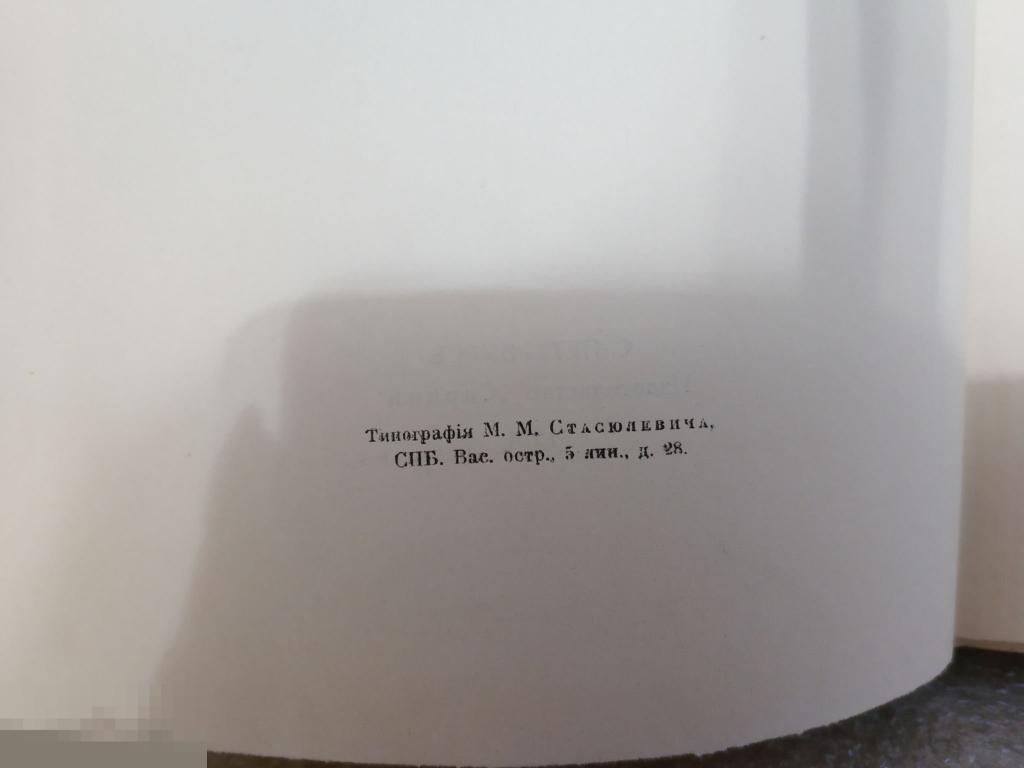 Типографія М. М. Стасюлевича,
СПБ. Вас. остр., 5 лин., д. 28.